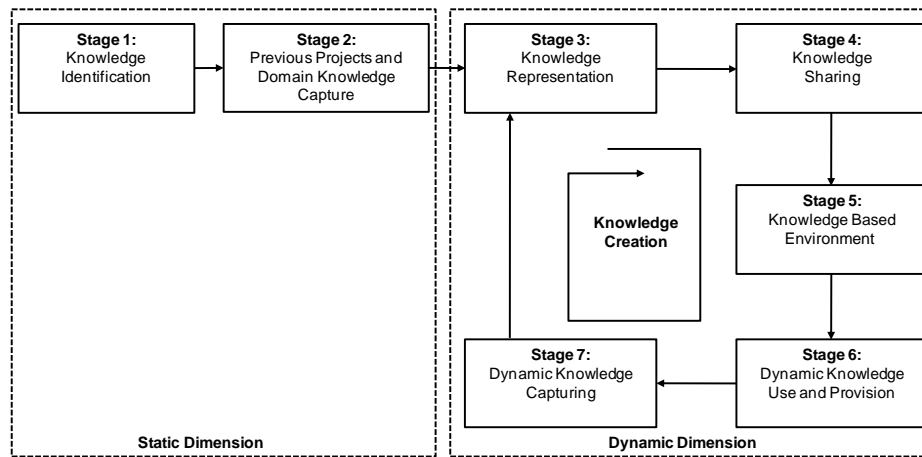 Stage 1:
Knowledge
Identification
Stage 2:
Previous Projects and
Domain Knowledge
Capture
Stage 3:
Knowledge
Representation
Stage 4:
Knowledge
Sharing
Stage 5:
Knowledge Based
Environment
Knowledge
Creation
Stage 6:
Dynamic Knowledge
Use and Provision
Stage 7:
Dynamic Knowledge
Capturing
Static Dimension
Dynamic Dimension